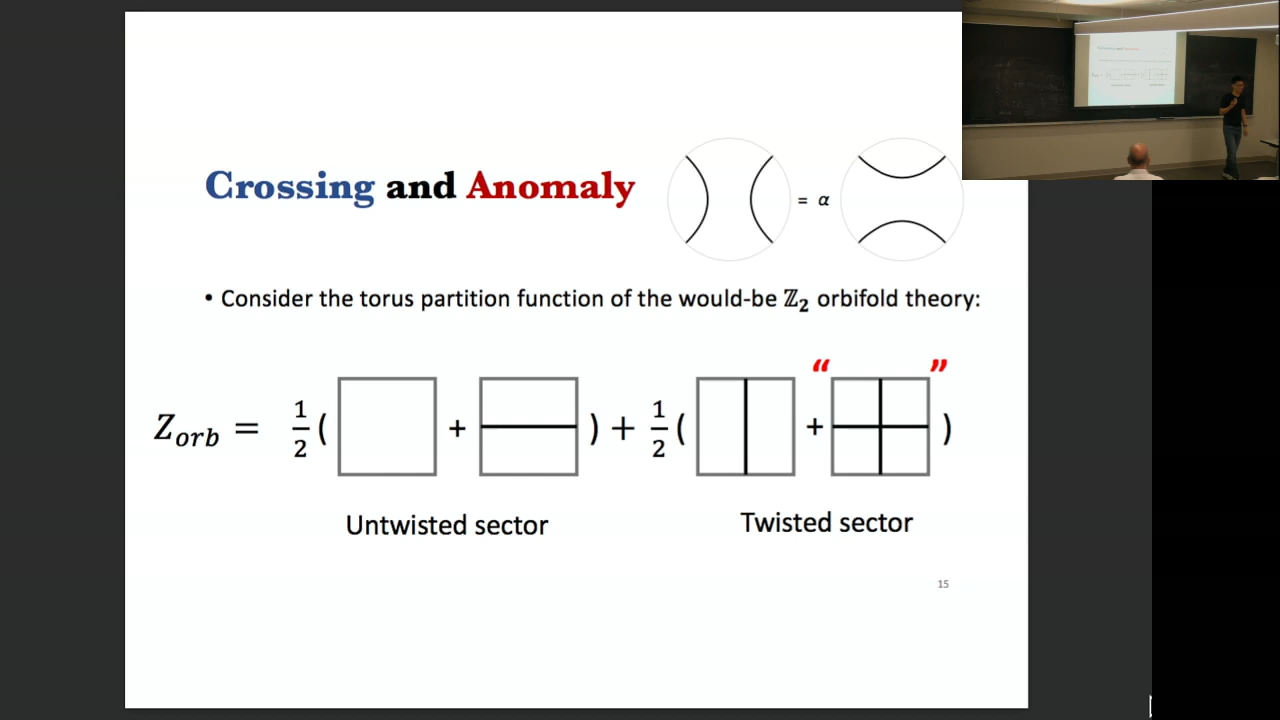 Crossing and Anomaly
= α
• Consider the torus partition function of the would-be ℤ₂ orbifold theory:
“ ”
Z_orb = 1/2 ( + ) + 1/2 ( + )
Untwisted sector
Twisted sector
15